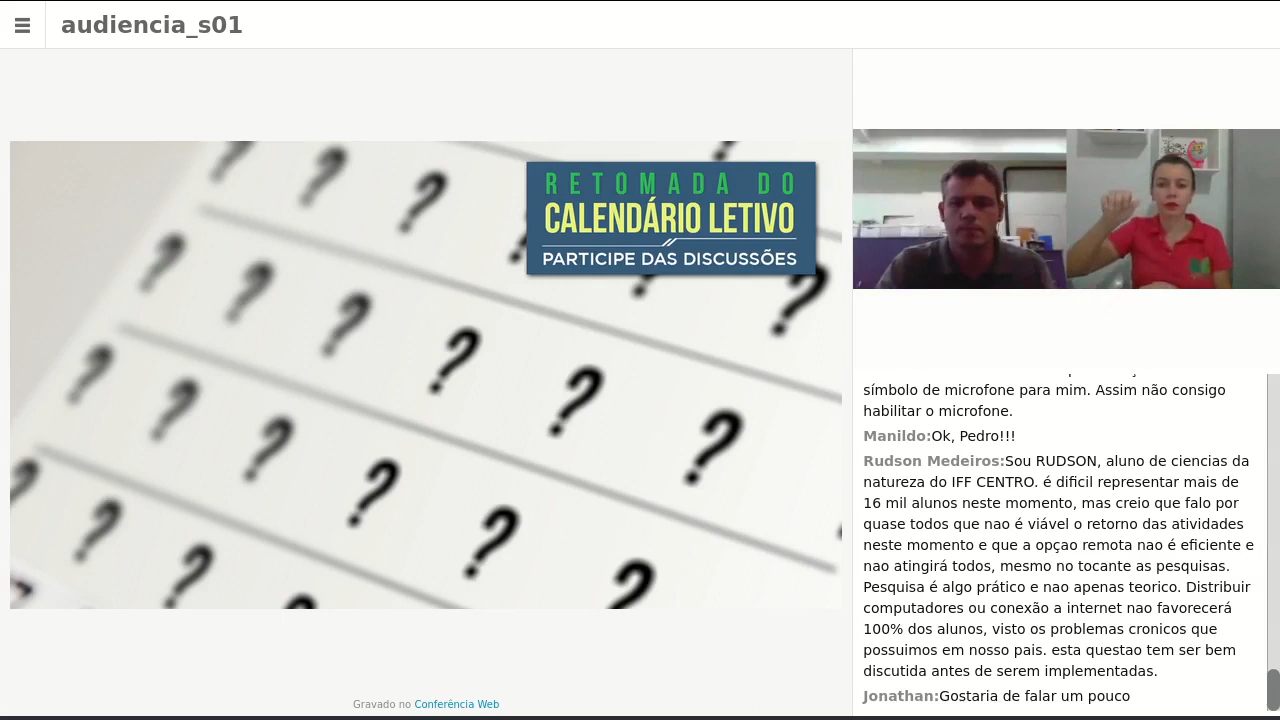 audiencia_s01
RETOMADA DO
CALENDÁRIO LETIVO
PARTICIPE DAS DISCUSSÕES
? ? ? ?
? ? ? ? ? ?
? ? ? ? ?
? ? ? ?
símbolo de microfone para mim. Assim não consigo
habilitar o microfone.
Manildo:Ok, Pedro!!!
Rudson Medeiros:Sou RUDSON, aluno de ciencias da
natureza do IFF CENTRO. é dificil representar mais de
16 mil alunos neste momento, mas creio que falo por
quase todos que nao é viável o retorno das atividades
neste momento e que a opçao remota nao é eficiente e
nao atingirá todos, mesmo no tocante as pesquisas.
Pesquisa é algo prático e nao apenas teorico. Distribuir
computadores ou conexão a internet nao favorecerá
100% dos alunos, visto os problemas cronicos que
possuimos em nosso pais. esta questao tem ser bem
discutida antes de serem implementadas.
Jonathan:Gostaria de falar um pouco
Gravado no Conferência Web